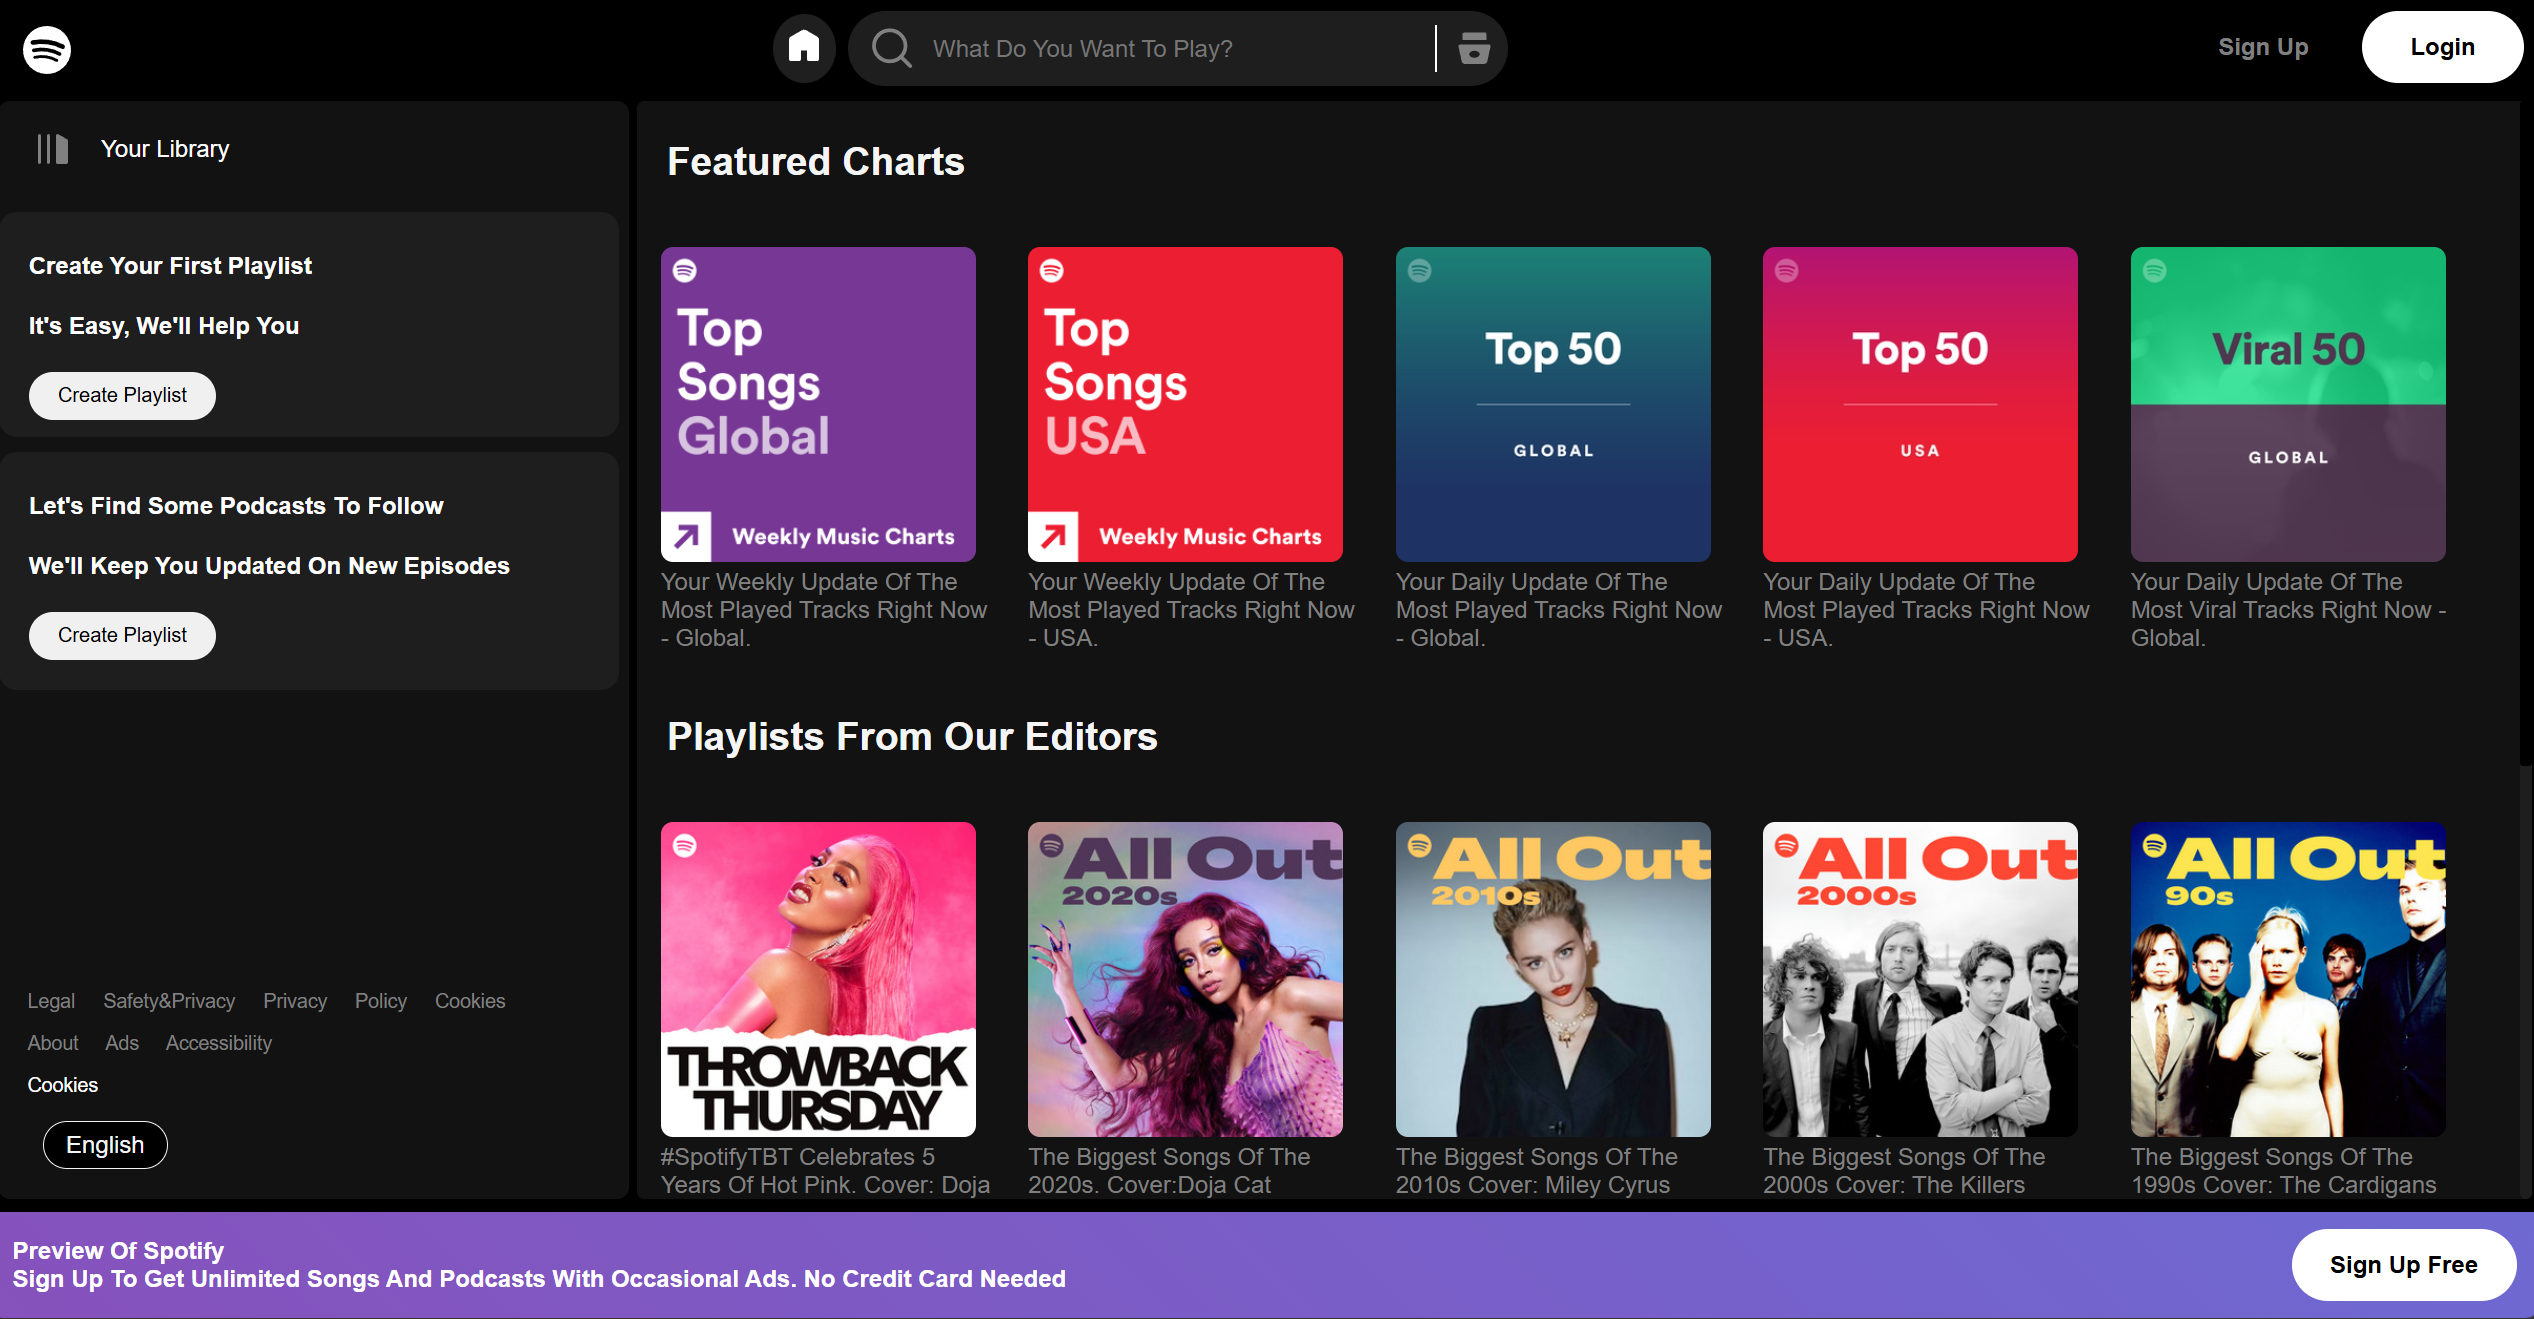 What Do You Want To Play?
Sign Up
Login
Your Library
Create Your First Playlist
It's Easy, We'll Help You
Create Playlist
Let's Find Some Podcasts To Follow
We'll Keep You Updated On New Episodes
Create Playlist
Legal Safety&Privacy Privacy Policy Cookies
About Ads Accessibility
Cookies
English
Featured Charts
Top
Songs
Global
Weekly Music Charts
Your Weekly Update Of The
Most Played Tracks Right Now
- Global.
Top
Songs
USA
Weekly Music Charts
Your Weekly Update Of The
Most Played Tracks Right Now
- USA.
Top 50
GLOBAL
Your Daily Update Of The
Most Played Tracks Right Now
- Global.
Top 50
USA
Your Daily Update Of The
Most Played Tracks Right Now
- USA.
Viral 50
GLOBAL
Your Daily Update Of The
Most Viral Tracks Right Now -
Global.
Playlists From Our Editors
THROWBACK
THURSDAY
#SpotifyTBT Celebrates 5
Years Of Hot Pink. Cover: Doja
All Out
2020s
The Biggest Songs Of The
2020s. Cover:Doja Cat
All Out
2010s
The Biggest Songs Of The
2010s Cover: Miley Cyrus
All Out
2000s
The Biggest Songs Of The
2000s Cover: The Killers
All Out
90s
The Biggest Songs Of The
1990s Cover: The Cardigans
Preview Of Spotify
Sign Up To Get Unlimited Songs And Podcasts With Occasional Ads. No Credit Card Needed
Sign Up Free